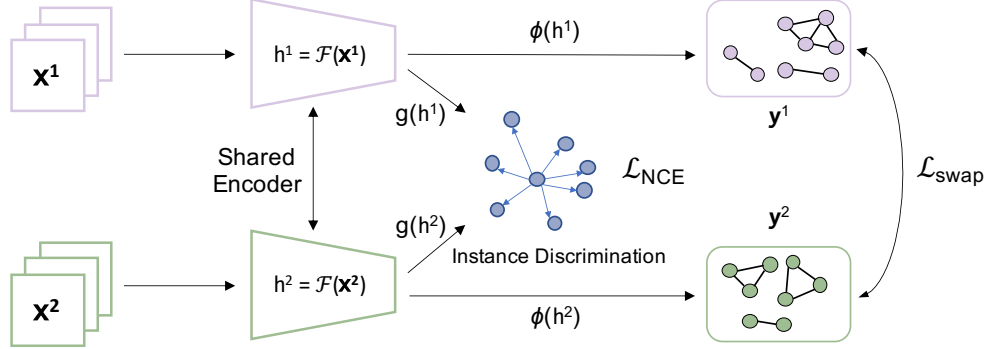 x¹
h¹ = ℱ(x¹)
ϕ(h¹)
y¹
g(h¹)
Shared
Encoder
ℒNCE
ℒswap
g(h²)
Instance Discrimination
y²
x²
h² = ℱ(x²)
ϕ(h²)